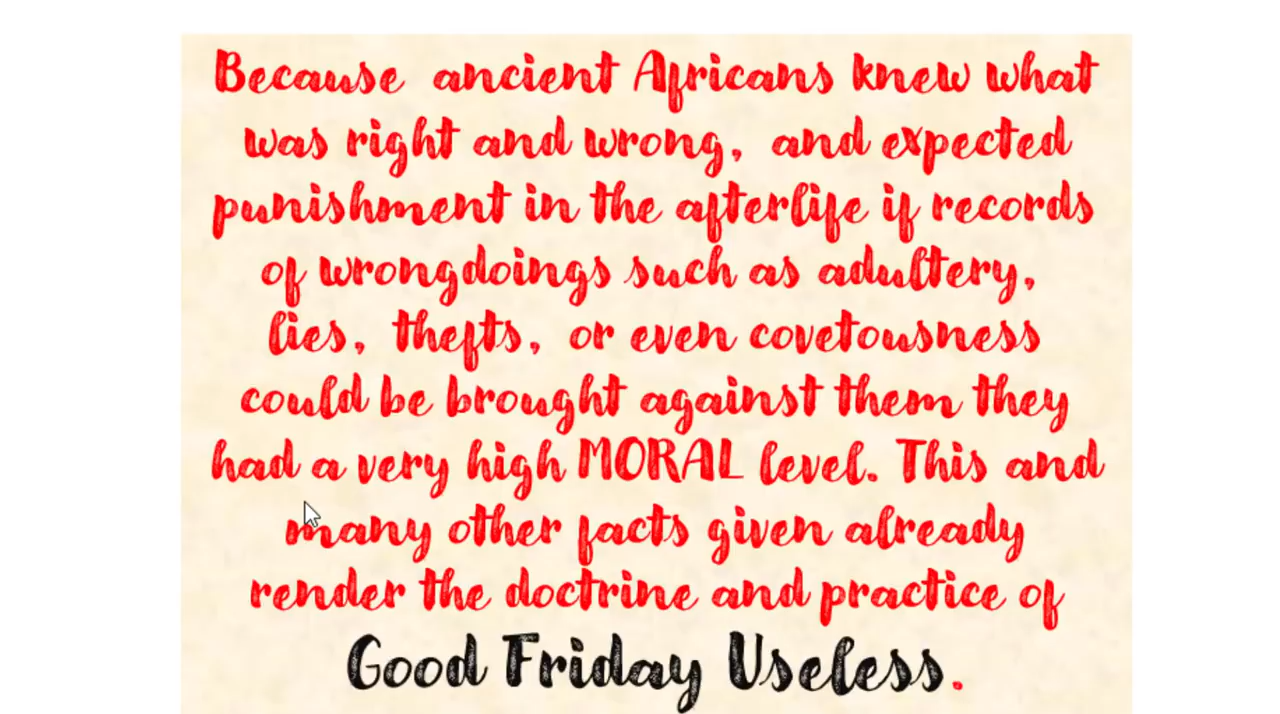 Because ancient Africans knew what
was right and wrong, and expected
punishment in the afterlife if records
of wrongdoings such as adultery,
lies, thefts, or even covetousness
could be brought against them they
had a very high MORAL level. This and
many other facts given already
render the doctrine and practice of
Good Friday Useless.